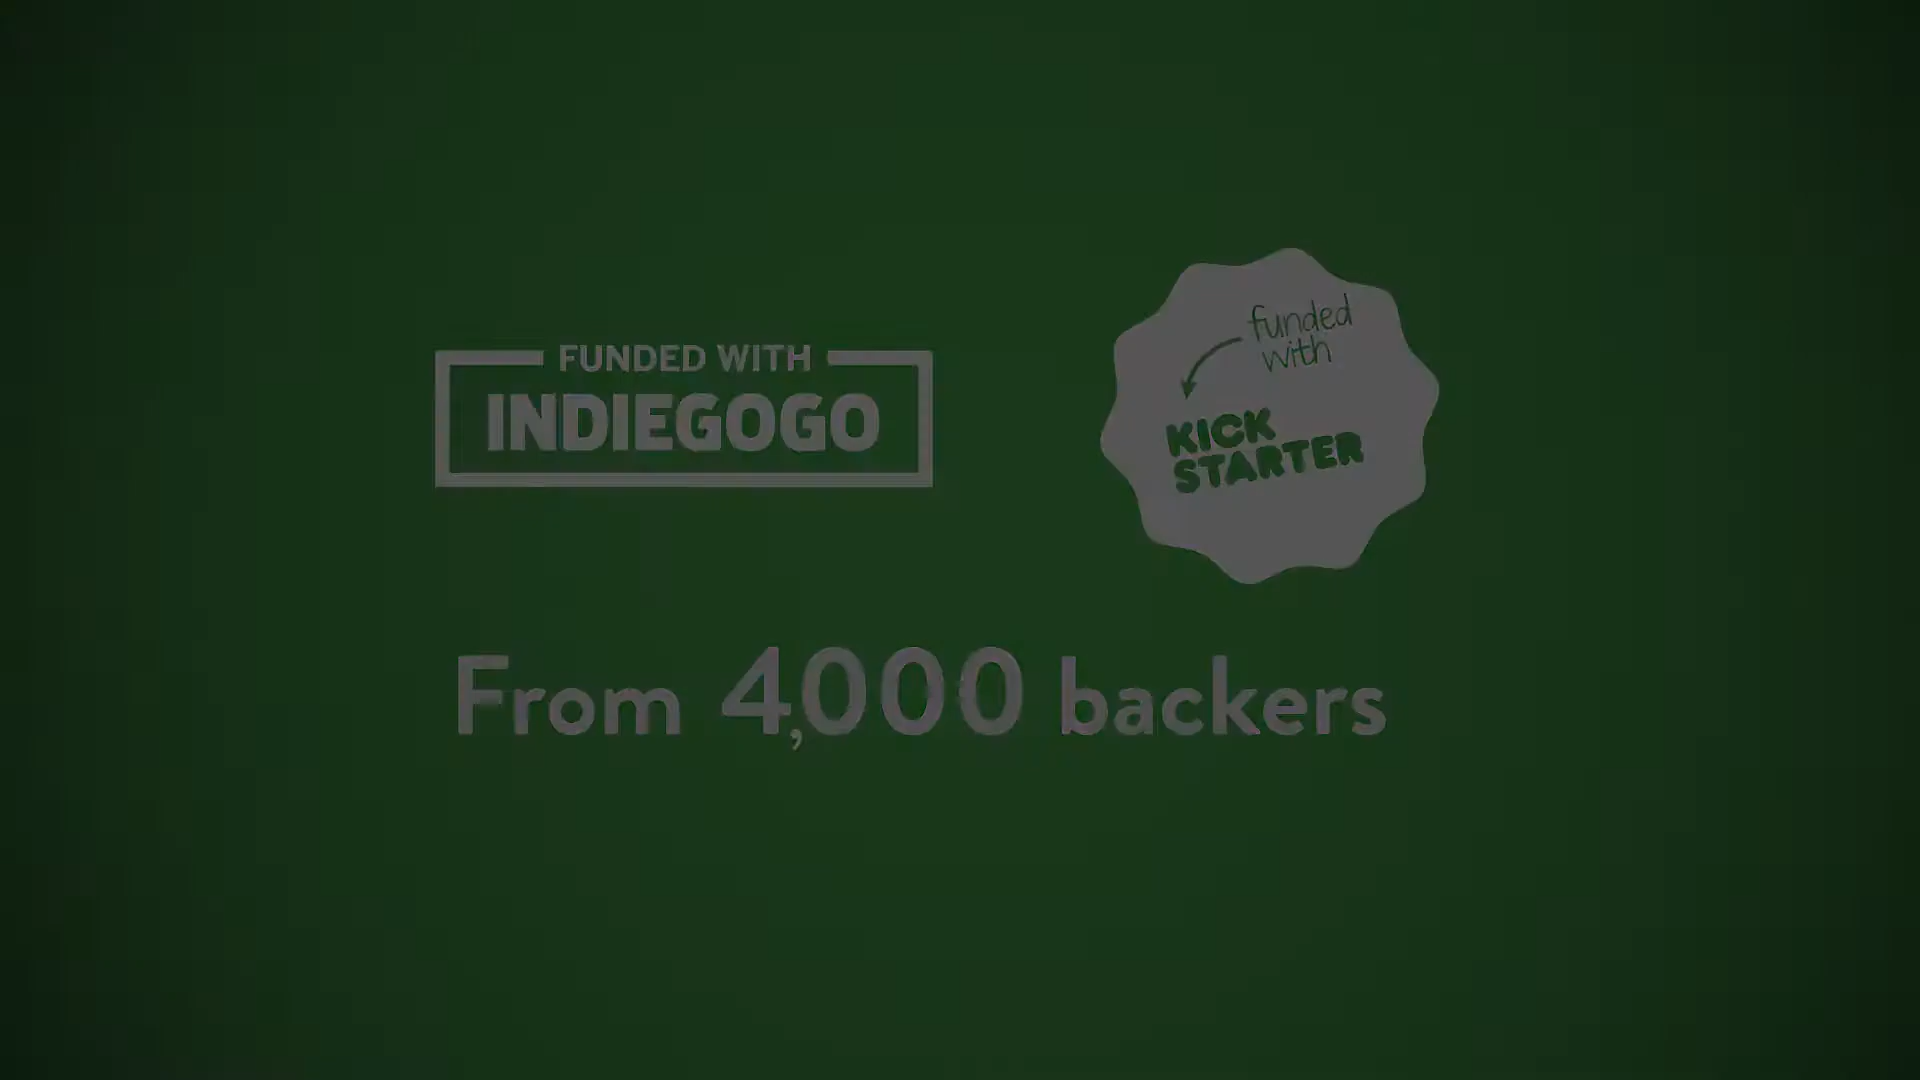 FUNDED WITH
INDIEGOGO
funded
with
KICK
STARTER
From 4,000 backers